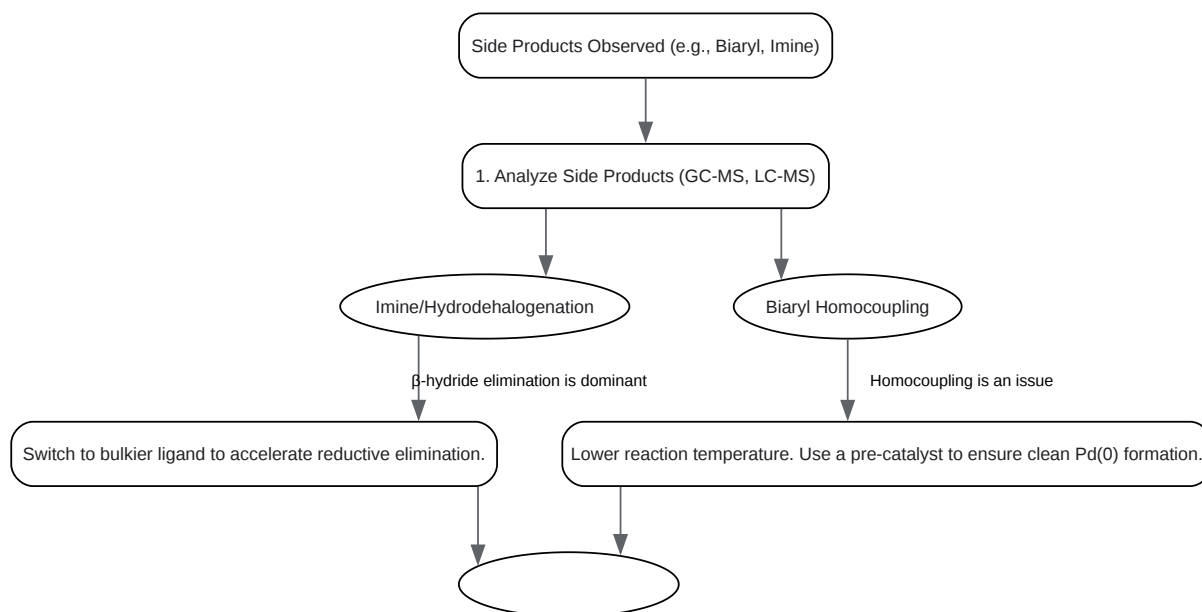 Side Products Observed (e.g., Biaryl, Imine)
1. Analyze Side Products (GC-MS, LC-MS)
Imine/Hydrodehalogenation
Biaryl Homocoupling
β-hydride elimination is dominant
Homocoupling is an issue
Switch to bulkier ligand to accelerate reductive elimination.
Lower reaction temperature. Use a pre-catalyst to ensure clean Pd(0) formation.